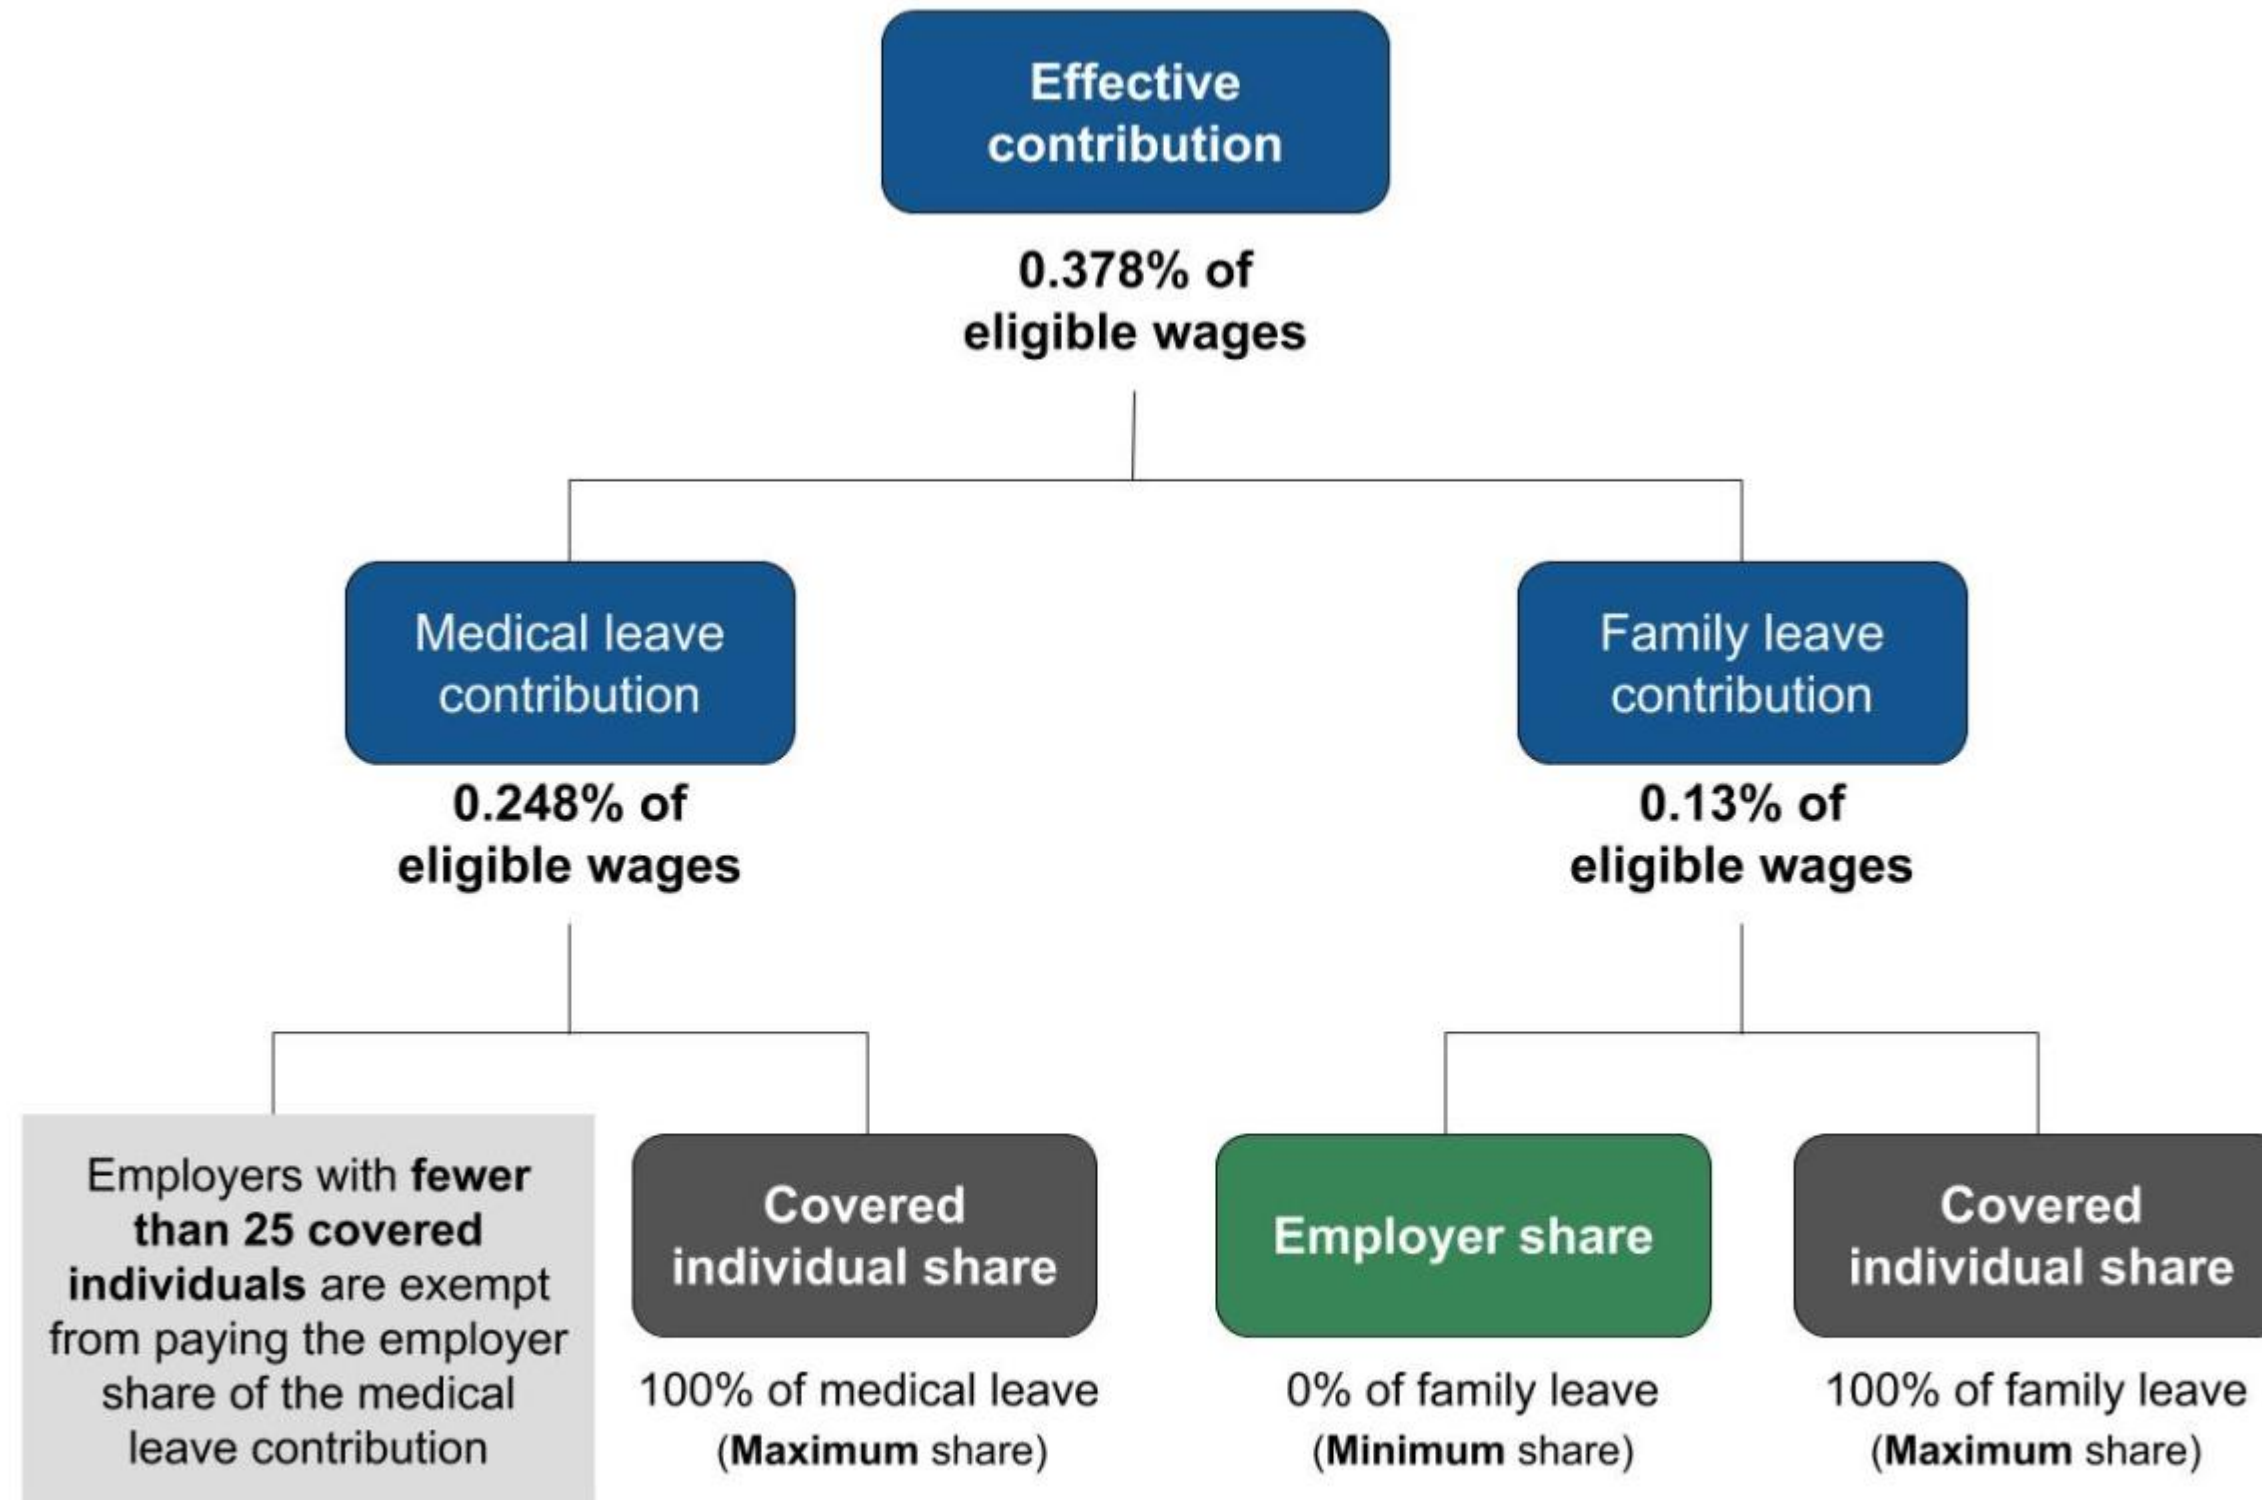 Effective
contribution
0.378% of
eligible wages
Medical leave
contribution
0.248% of
eligible wages
Family leave
contribution
0.13% of
eligible wages
Employers with fewer
than 25 covered
individuals are exempt
from paying the employer
share of the medical
leave contribution
Covered
individual share
100% of medical leave
(Maximum share)
Employer share
0% of family leave
(Minimum share)
Covered
individual share
100% of family leave
(Maximum share)